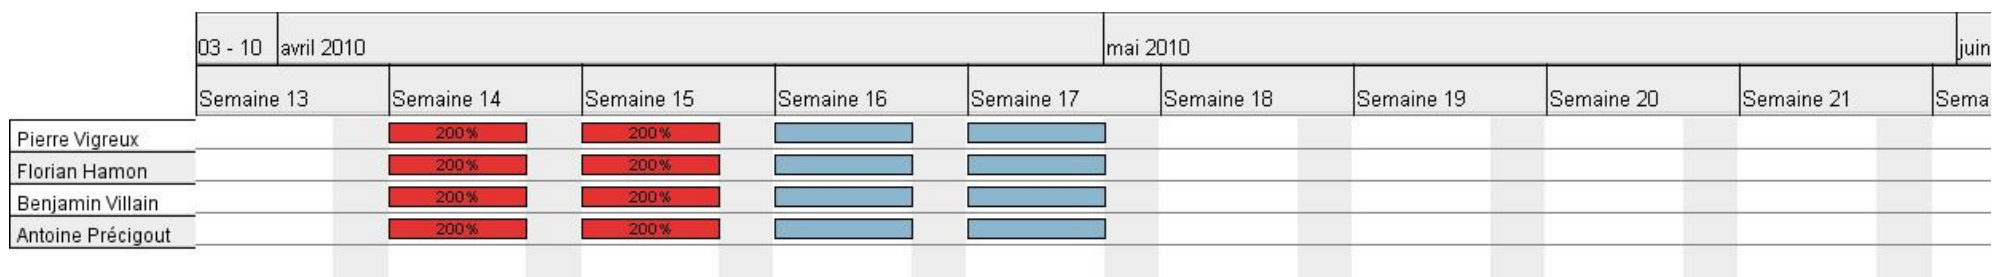 03 - 10 avril 2010 mai 2010 juin
Semaine 13 Semaine 14 Semaine 15 Semaine 16 Semaine 17 Semaine 18 Semaine 19 Semaine 20 Semaine 21 Sema
Pierre Vigreux 200% 200%
Florian Hamon 200% 200%
Benjamin Villain 200% 200%
Antoine Précigout 200% 200%